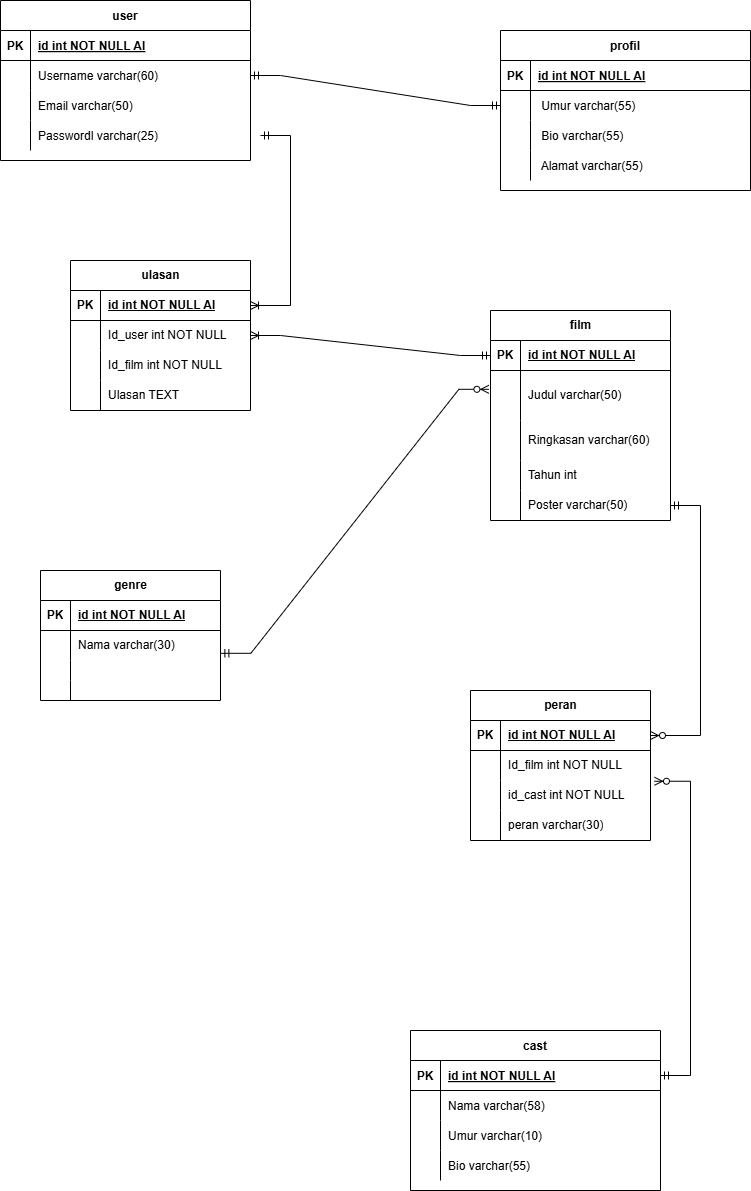 user
PK id int NOT NULL AI
Username varchar(60)
Email varchar(50)
Passwordl varchar(25)
profil
PK id int NOT NULL AI
Umur varchar(55)
Bio varchar(55)
Alamat varchar(55)
ulasan
PK id int NOT NULL AI
Id_user int NOT NULL
Id_film int NOT NULL
Ulasan TEXT
film
PK id int NOT NULL AI
Judul varchar(50)
Ringkasan varchar(60)
Tahun int
Poster varchar(50)
genre
PK id int NOT NULL AI
Nama varchar(30)
peran
PK id int NOT NULL AI
Id_film int NOT NULL
id_cast int NOT NULL
peran varchar(30)
cast
PK id int NOT NULL AI
Nama varchar(58)
Umur varchar(10)
Bio varchar(55)